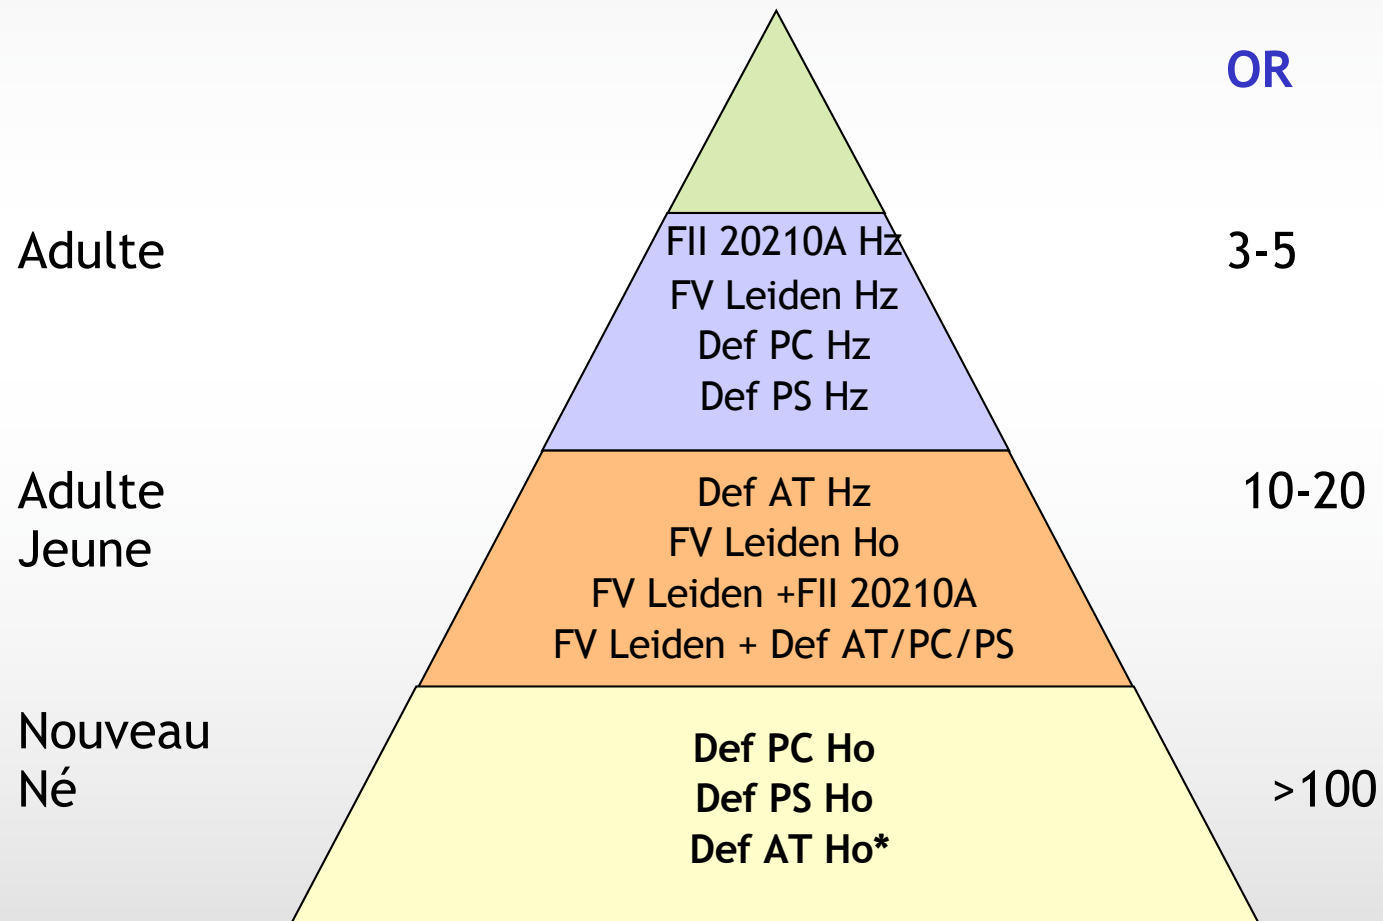 OR
Adulte
FII 20210A Hz
3-5
FV Leiden Hz
Def PC Hz
Def PS Hz
Adulte
Jeune
Def AT Hz
10-20
FV Leiden Ho
FV Leiden +FII 20210A
FV Leiden + Def AT/PC/PS
Nouveau
Né
Def PC Ho
Def PS Ho
>100
Def AT Ho*